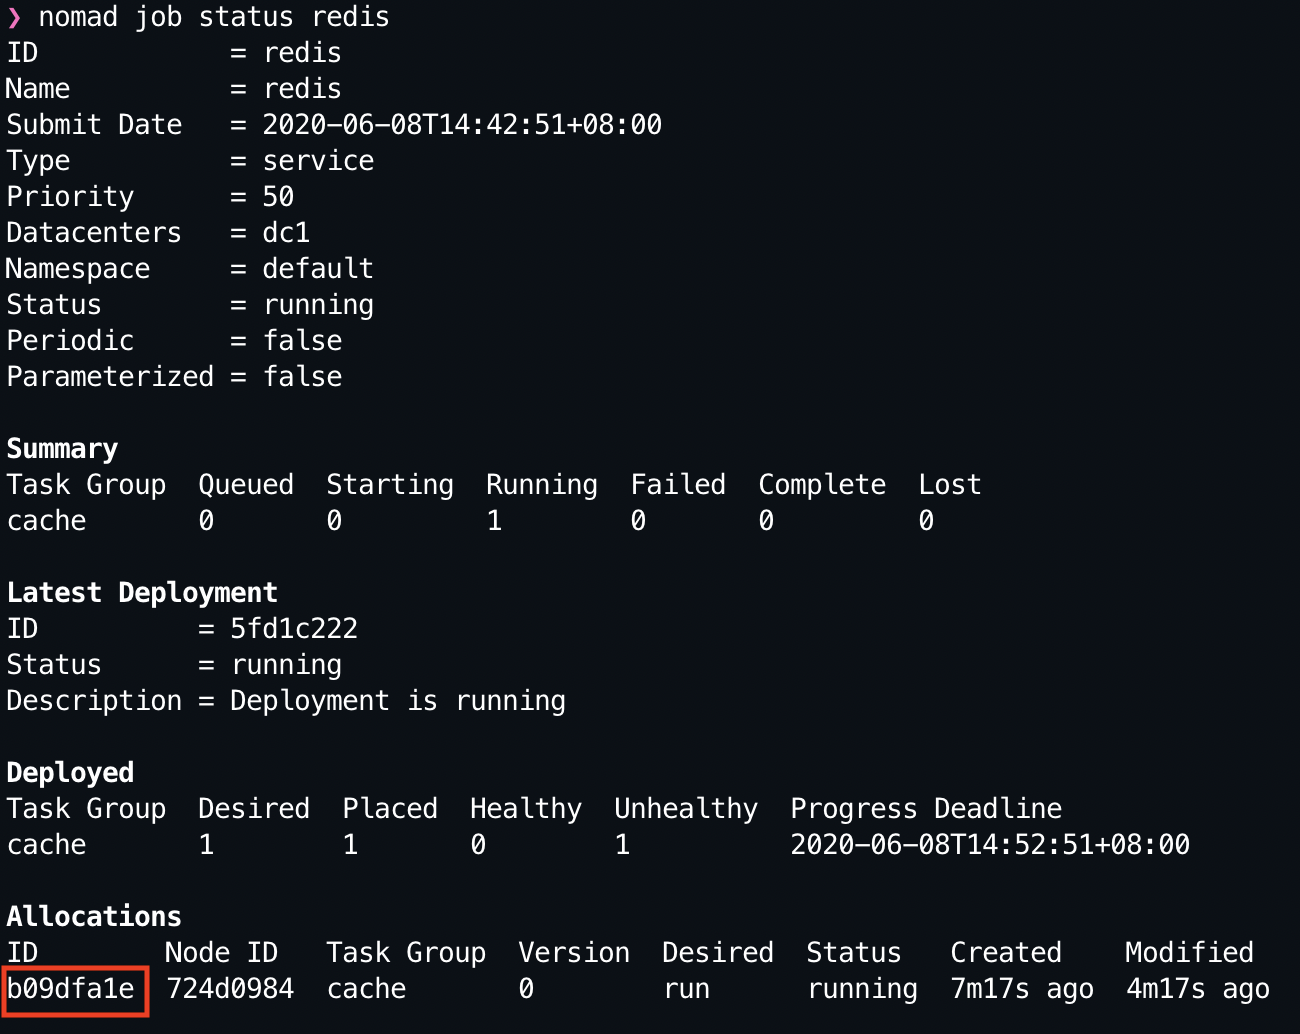 ❯ nomad job status redis
ID            = redis
Name          = redis
Submit Date   = 2020-06-08T14:42:51+08:00
Type          = service
Priority      = 50
Datacenters   = dc1
Namespace     = default
Status        = running
Periodic      = false
Parameterized = false

Summary
Task Group  Queued  Starting  Running  Failed  Complete  Lost
cache       0       0         1        0       0         0

Latest Deployment
ID          = 5fd1c222
Status      = running
Description = Deployment is running

Deployed
Task Group  Desired  Placed  Healthy  Unhealthy  Progress Deadline
cache       1        1       0        1          2020-06-08T14:52:51+08:00

Allocations
ID        Node ID   Task Group  Version  Desired  Status   Created    Modified
b09dfa1e  724d0984  cache       0        run      running  7m17s ago  4m17s ago